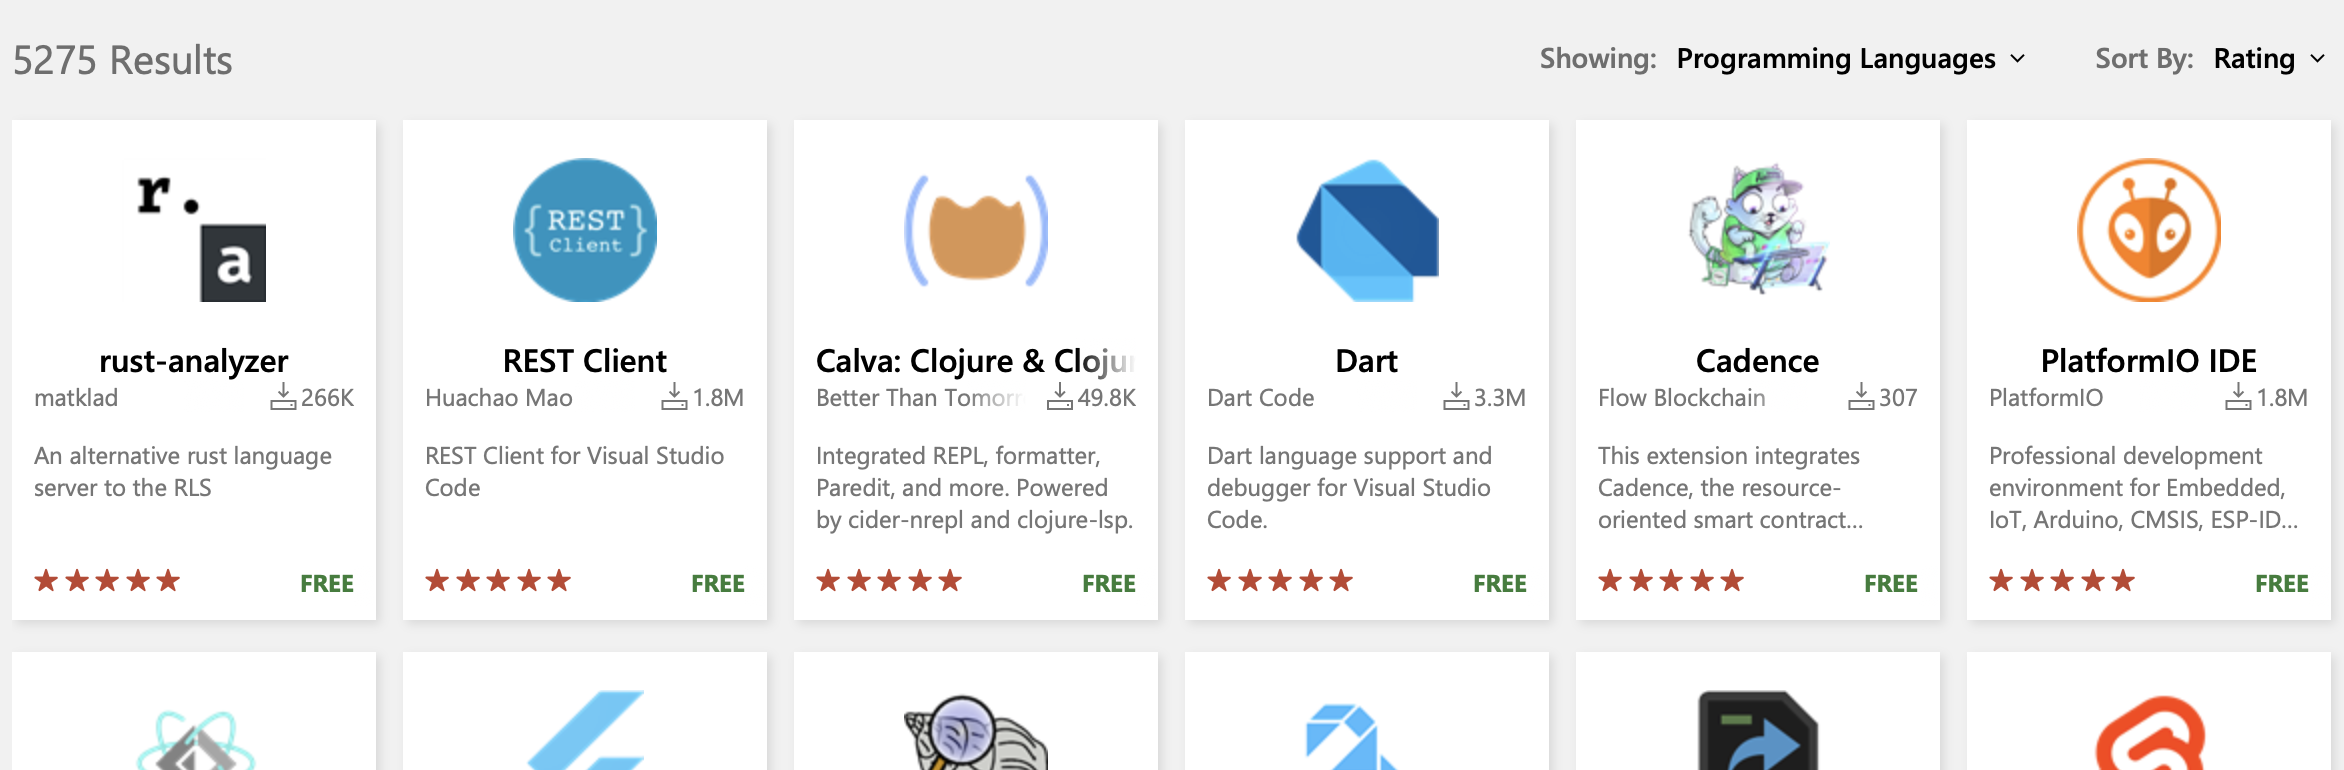 5275 Results
Showing: Programming Languages
Sort By: Rating
r.
a
rust-analyzer
matklad 266K
An alternative rust language
server to the RLS
FREE
{REST
Client}
REST Client
Huachao Mao 1.8M
REST Client for Visual Studio
Code
FREE
Calva: Clojure & Clojur
Better Than Tomorr 49.8K
Integrated REPL, formatter,
Paredit, and more. Powered
by cider-nrepl and clojure-lsp.
FREE
Dart
Dart Code 3.3M
Dart language support and
debugger for Visual Studio
Code.
FREE
Cadence
Flow Blockchain 307
This extension integrates
Cadence, the resource-
oriented smart contract...
FREE
PlatformIO IDE
PlatformIO 1.8M
Professional development
environment for Embedded,
IoT, Arduino, CMSIS, ESP-ID...
FREE